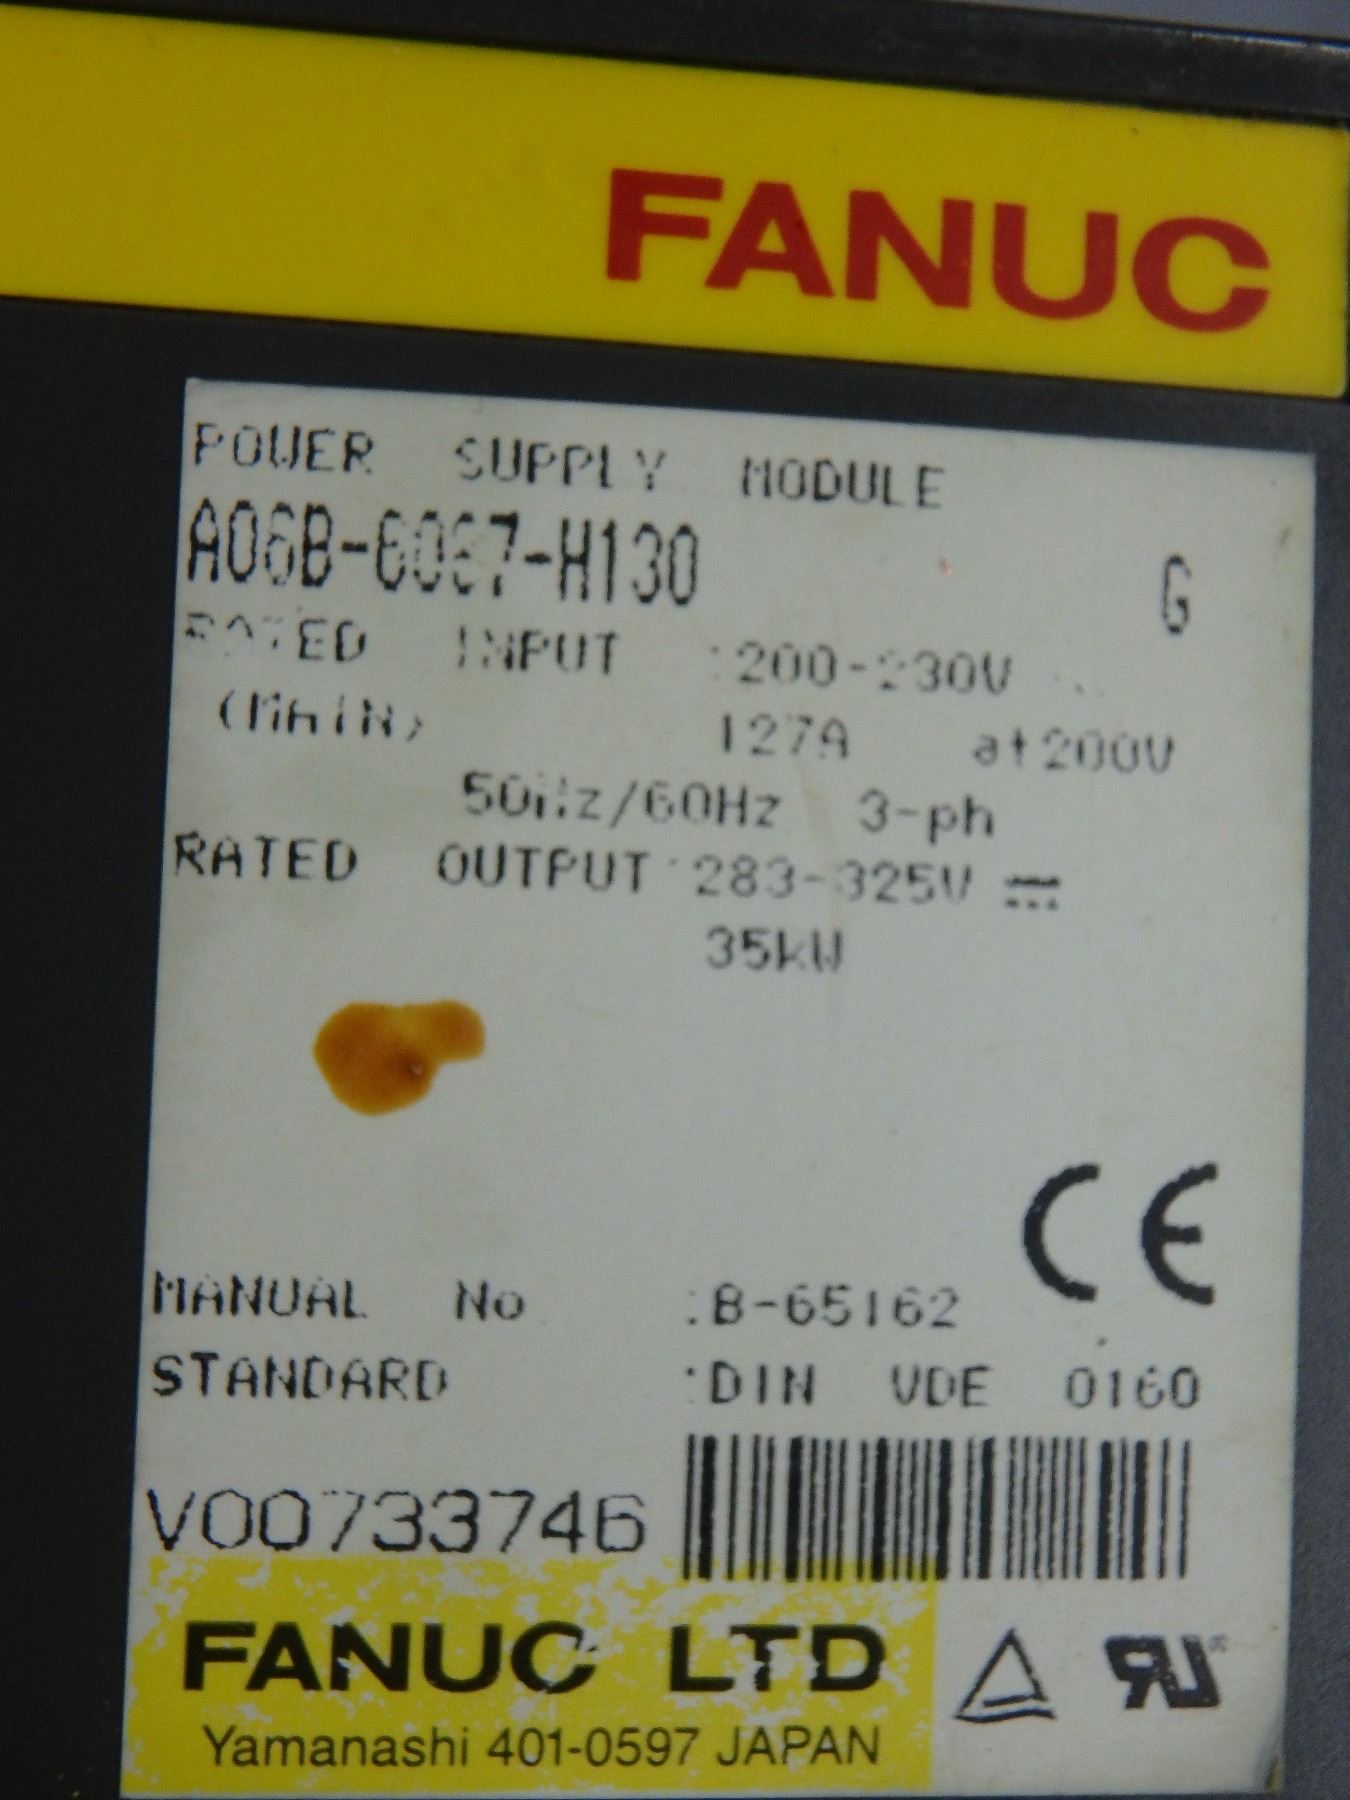 FANUC
POWER SUPPLY MODULE
A06B-6087-H130 G
RATED INPUT :200-230V
(MAIN) 127A at200V
50Hz/60Hz 3-ph
RATED OUTPUT :283-325V
35kW
CE
MANUAL No :B-65162
STANDARD :DIN VDE 0160
V00733746
FANUC LTD
Yamanashi 401-0597 JAPAN